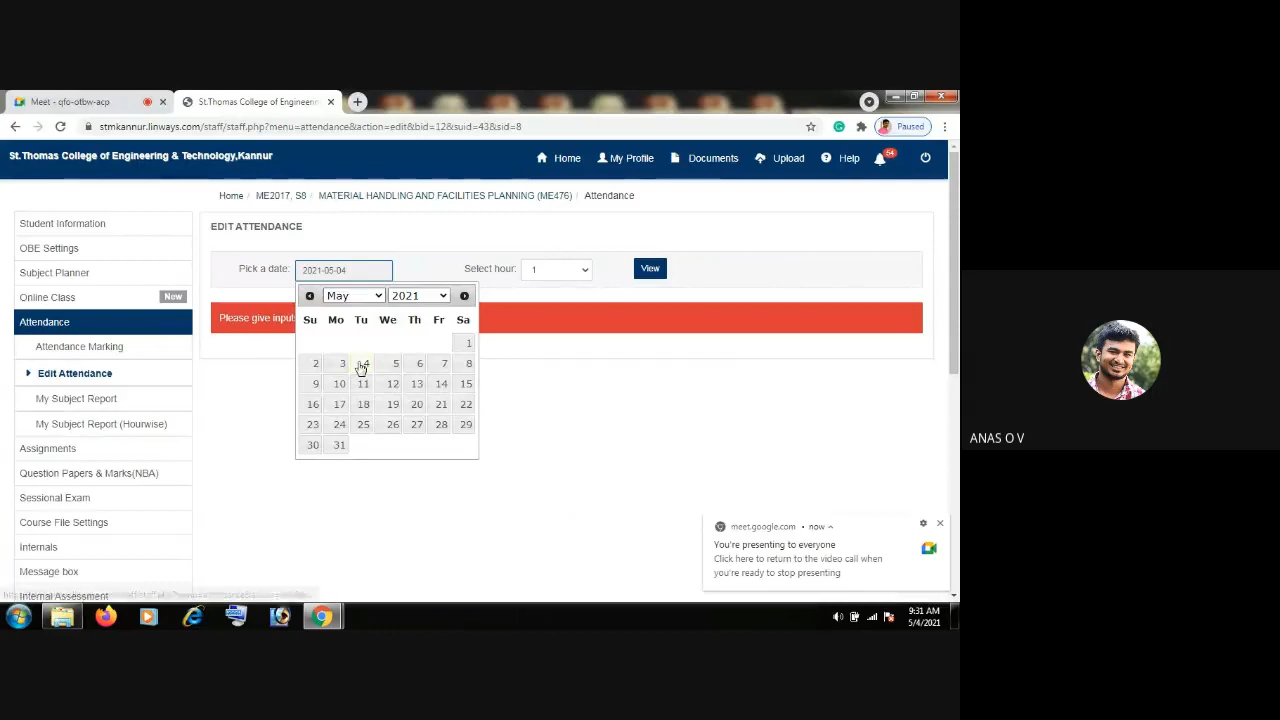 Meet - qfo-otbw-acp
St.Thomas College of Engineerin
stmkannur.linways.com/staff/staff.php?menu=attendance&action=edit&bid=12&suid=43&sid=8
Paused
St.Thomas College of Engineering & Technology,Kannur
Home
My Profile
Documents
Upload
Help
54
Home / ME2017, S8 / MATERIAL HANDLING AND FACILITIES PLANNING (ME476) / Attendance
Student Information
OBE Settings
Subject Planner
Online Class New
Attendance
Attendance Marking
Edit Attendance
My Subject Report
My Subject Report (Hourwise)
Assignments
Question Papers & Marks(NBA)
Sessional Exam
Course File Settings
Internals
Message box
Internal Assessment
EDIT ATTENDANCE
Pick a date: 2021-05-04 Select hour: 1 View
Please give input
May 2021
Su Mo Tu We Th Fr Sa
1
2 3 4 5 6 7 8
9 10 11 12 13 14 15
16 17 18 19 20 21 22
23 24 25 26 27 28 29
30 31
meet.google.com • now
You're presenting to everyone
Click here to return to the video call when
you're ready to stop presenting
9:31 AM
5/4/2021
ANAS O V